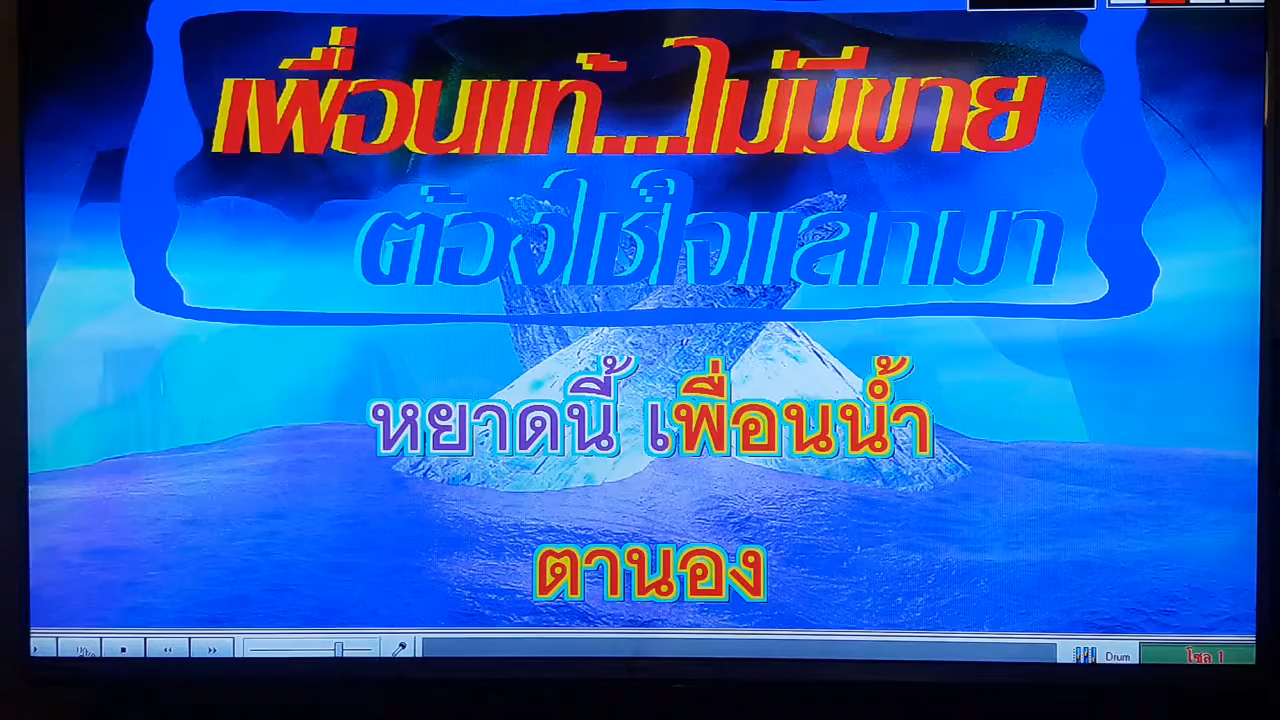 เพื่อนแท้....ไม่มีขาย
ต้องใช้ใจแลกมา
หยาดนี้ เพื่อนน้ำ
ตานอง
Drum
โซล 1